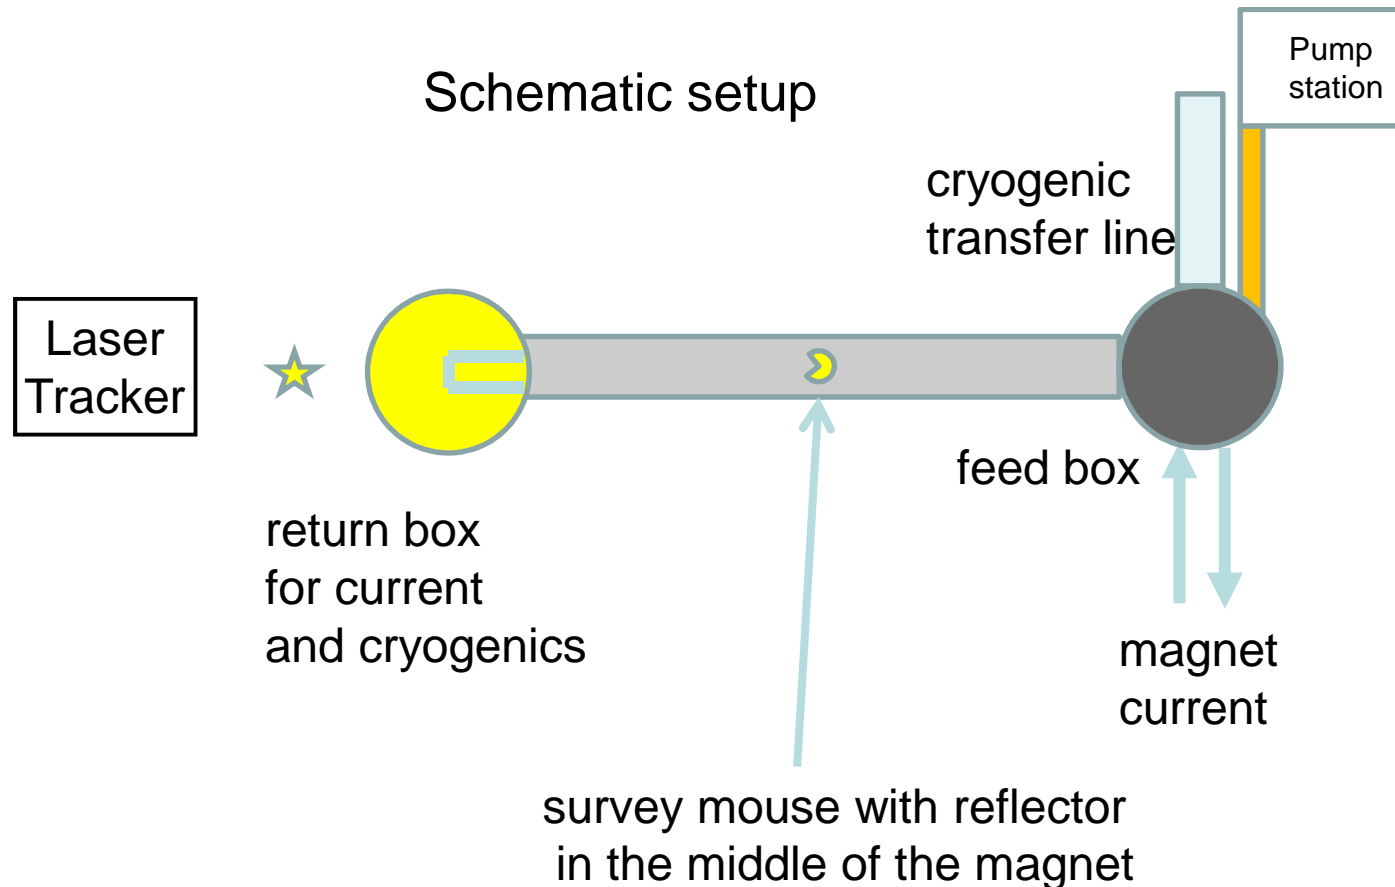 Schematic setup
Pump
station
cryogenic
transfer line
Laser
Tracker
feed box
return box
for current
and cryogenics
magnet
current
survey mouse with reflector
in the middle of the magnet